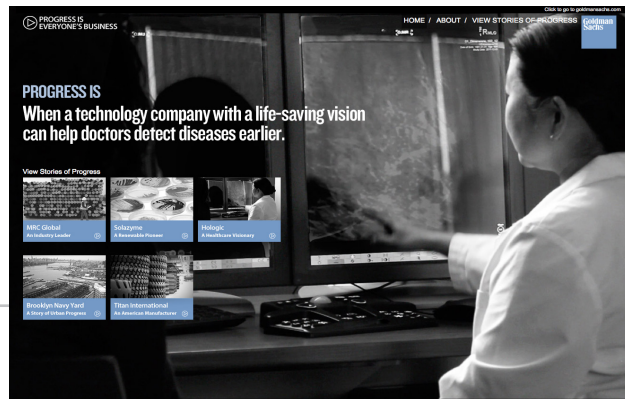 Click to go to goldmansachs.com
PROGRESS IS
EVERYONE'S BUSINESS
HOME / ABOUT / VIEW STORIES OF PROGRESS
Goldman
Sachs
PROGRESS IS
When a technology company with a life-saving vision
can help doctors detect diseases earlier.
View Stories of Progress
MRC Global
An Industry Leader
Solazyme
A Renewable Pioneer
Hologic
A Healthcare Visionary
Brooklyn Navy Yard
A Story of Urban Progress
Titan International
An American Manufacturer